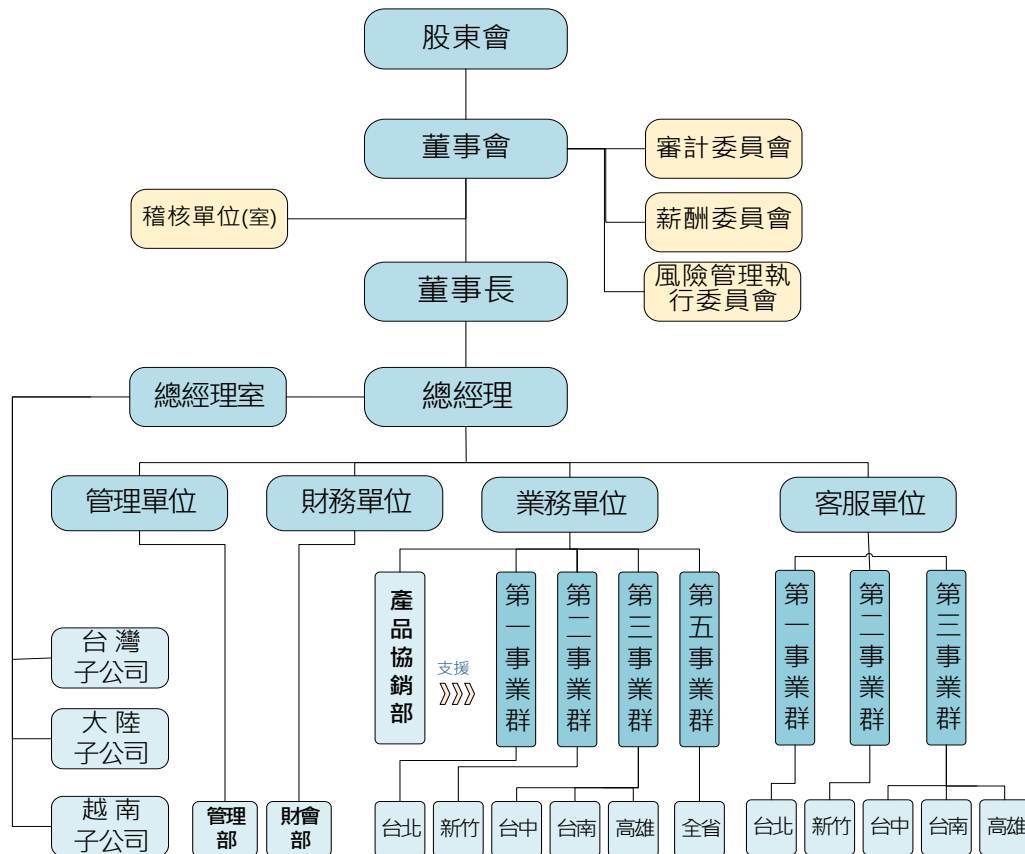 股東會
董事會
審計委員會
稽核單位(室)
薪酬委員會
董事長
風險管理執
行委員會
總經理室
總經理
管理單位
財務單位
業務單位
客服單位
產品協銷部
支援
第一事業群
第二事業群
第三事業群
第五事業群
第一事業群
第二事業群
第三事業群
台灣
子公司
大陸
子公司
越南
子公司
管理
部
財會
部
台北
新竹
台中
台南
高雄
全省
台北
新竹
台中
台南
高雄